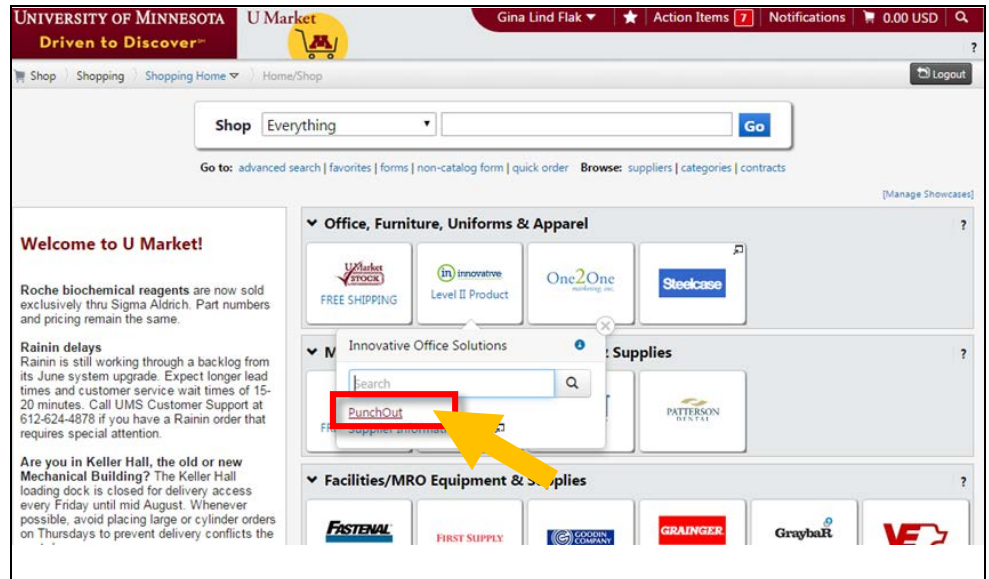 UNIVERSITY OF MINNESOTA
Driven to Discover℠
U Market
M
Gina Lind Flak ▼ ★ Action Items 7 Notifications 0.00 USD
?
Shop Shopping Shopping Home Home/Shop Logout
Shop Everything Go
Go to: advanced search | favorites | forms | non-catalog form | quick order Browse: suppliers | categories | contracts
[Manage Showcases]
Welcome to U Market!
Roche biochemical reagents are now sold
exclusively thru Sigma Aldrich. Part numbers
and pricing remain the same.
Rainin delays
Rainin is still working through a backlog from
its June system upgrade. Expect longer lead
times and customer service wait times of 15-
20 minutes. Call UMS Customer Support at
612-624-4878 if you have a Rainin order that
requires special attention.
Are you in Keller Hall, the old or new
Mechanical Building? The Keller Hall
loading dock is closed for delivery access
every Friday until mid August. Whenever
possible, avoid placing large or cylinder orders
on Thursdays to prevent delivery conflicts the
Office, Furniture, Uniforms & Apparel ?
U Market
STOCK
FREE SHIPPING
in innovative
Level II Product
One2One
marketing, inc.
Steelcase
M & Supplies ?
Innovative Office Solutions
Search
PunchOut
Supplier Informat
FR
PATTERSON
DENTAL
Facilities/MRO Equipment & Supplies ?
FASTENAL
FIRST SUPPLY
GOODIN
COMPANY
GRAINGER
GraybaR